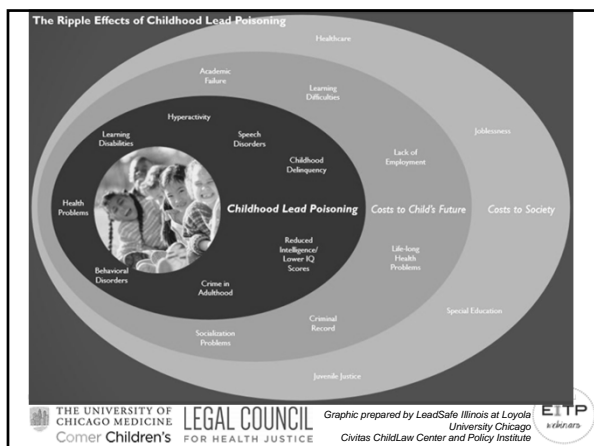 The Ripple Effects of Childhood Lead Poisoning
Healthcare
Academic
Failure
Learning
Difficulties
Hyperactivity
Learning
Disabilities
Speech
Disorders
Joblessness
Childhood
Delinquency
Lack of
Employment
Health
Problems
Childhood Lead Poisoning
Costs to Child's Future
Costs to Society
Reduced
Intelligence/
Lower IQ
Scores
Life-long
Health
Problems
Behavioral
Disorders
Crime in
Adulthood
Special Education
Criminal
Record
Socialization
Problems
Juvenile Justice
THE UNIVERSITY OF
CHICAGO MEDICINE
Comer Children's
LEGAL COUNCIL
FOR HEALTH JUSTICE
Graphic prepared by LeadSafe Illinois at Loyola
University Chicago
Civitas ChildLaw Center and Policy Institute
EITP
webinars